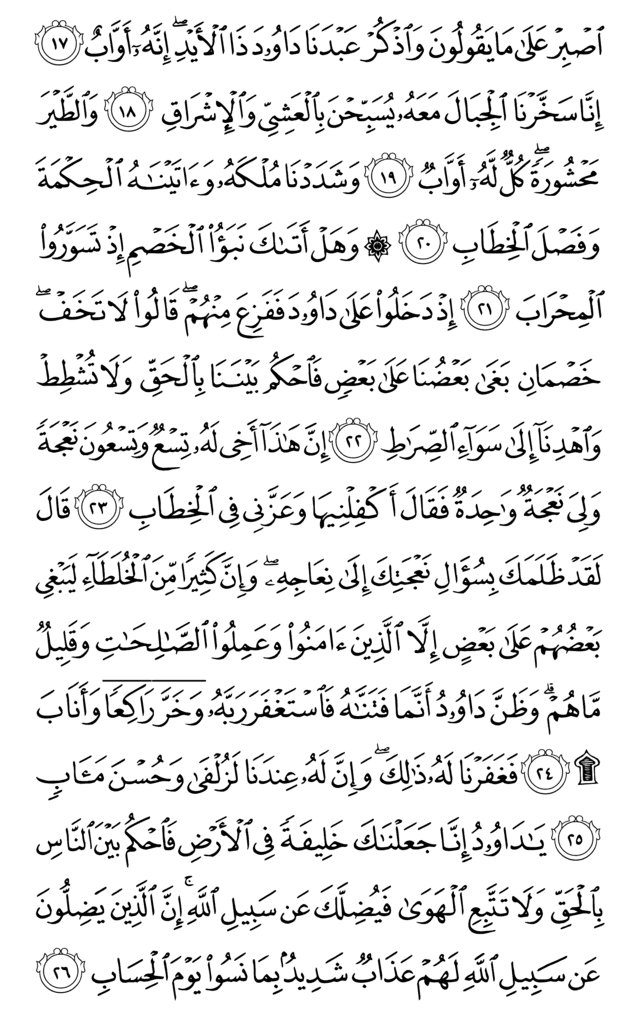 ٱصْبِرْ عَلَىٰ مَا يَقُولُونَ وَٱذْكُرْ عَبْدَنَا دَاوُۥدَ ذَا ٱلْأَيْدِ ۖ إِنَّهُۥٓ أَوَّابٌ ١٧
إِنَّا سَخَّرْنَا ٱلْجِبَالَ مَعَهُۥ يُسَبِّحْنَ بِٱلْعَشِىِّ وَٱلْإِشْرَاقِ ١٨ وَٱلطَّيْرَ
مَحْشُورَةً ۖ كُلٌّ لَّهُۥٓ أَوَّابٌ ١٩ وَشَدَدْنَا مُلْكَهُۥ وَءَاتَيْنَـٰهُ ٱلْحِكْمَةَ
وَفَصْلَ ٱلْخِطَابِ ٢٠ ۞ وَهَلْ أَتَىٰكَ نَبَؤُا۟ ٱلْخَصْمِ إِذْ تَسَوَّرُوا۟
ٱلْمِحْرَابَ ٢١ إِذْ دَخَلُوا۟ عَلَىٰ دَاوُۥدَ فَفَزِعَ مِنْهُمْ ۖ قَالُوا۟ لَا تَخَفْ ۖ
خَصْمَانِ بَغَىٰ بَعْضُنَا عَلَىٰ بَعْضٍ فَٱحْكُم بَيْنَنَا بِٱلْحَقِّ وَلَا تُشْطِطْ
وَٱهْدِنَآ إِلَىٰ سَوَآءِ ٱلصِّرَٰطِ ٢٢ إِنَّ هَـٰذَآ أَخِى لَهُۥ تِسْعٌ وَتِسْعُونَ نَعْجَةً
وَلِىَ نَعْجَةٌ وَٰحِدَةٌ فَقَالَ أَكْفِلْنِيهَا وَعَزَّنِى فِى ٱلْخِطَابِ ٢٣ قَالَ
لَقَدْ ظَلَمَكَ بِسُؤَالِ نَعْجَتِكَ إِلَىٰ نِعَاجِهِۦ ۖ وَإِنَّ كَثِيرًا مِّنَ ٱلْخُلَطَآءِ لَيَبْغِى
بَعْضُهُمْ عَلَىٰ بَعْضٍ إِلَّا ٱلَّذِينَ ءَامَنُوا۟ وَعَمِلُوا۟ ٱلصَّـٰلِحَـٰتِ وَقَلِيلٌ
مَّا هُمْ ۗ وَظَنَّ دَاوُۥدُ أَنَّمَا فَتَنَّـٰهُ فَٱسْتَغْفَرَ رَبَّهُۥ وَخَرَّ رَاكِعًا وَأَنَابَ
۩ ٢٤ فَغَفَرْنَا لَهُۥ ذَٰلِكَ ۖ وَإِنَّ لَهُۥ عِندَنَا لَزُلْفَىٰ وَحُسْنَ مَـَٔابٍ
٢٥ يَـٰدَاوُۥدُ إِنَّا جَعَلْنَـٰكَ خَلِيفَةً فِى ٱلْأَرْضِ فَٱحْكُم بَيْنَ ٱلنَّاسِ
بِٱلْحَقِّ وَلَا تَتَّبِعِ ٱلْهَوَىٰ فَيُضِلَّكَ عَن سَبِيلِ ٱللَّهِ ۚ إِنَّ ٱلَّذِينَ يَضِلُّونَ
عَن سَبِيلِ ٱللَّهِ لَهُمْ عَذَابٌ شَدِيدٌۢ بِمَا نَسُوا۟ يَوْمَ ٱلْحِسَابِ ٢٦